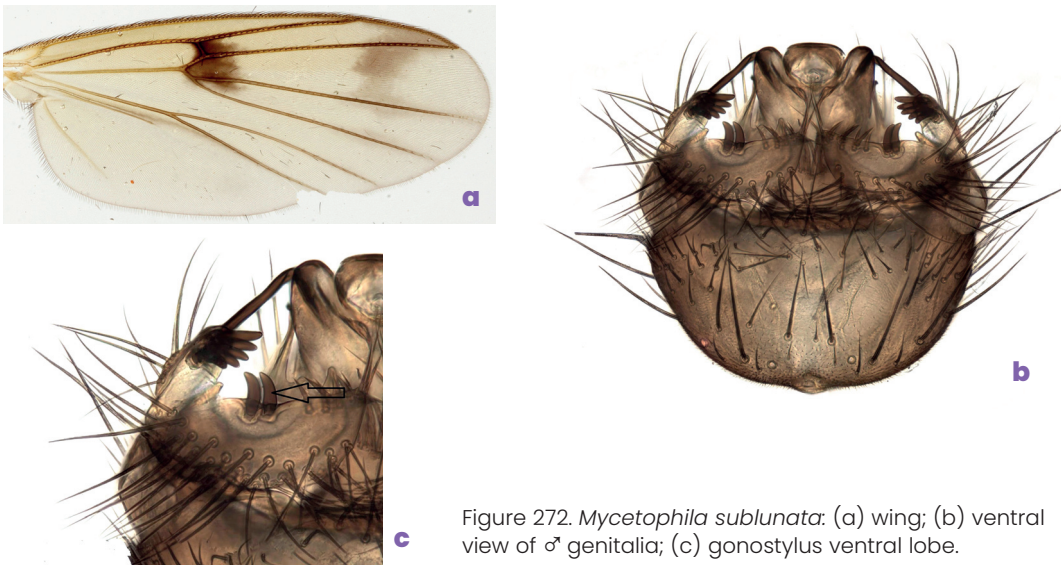 a
b
c
Figure 272. Mycetophila sublunata: (a) wing; (b) ventral
view of ♂ genitalia; (c) gonostylus ventral lobe.